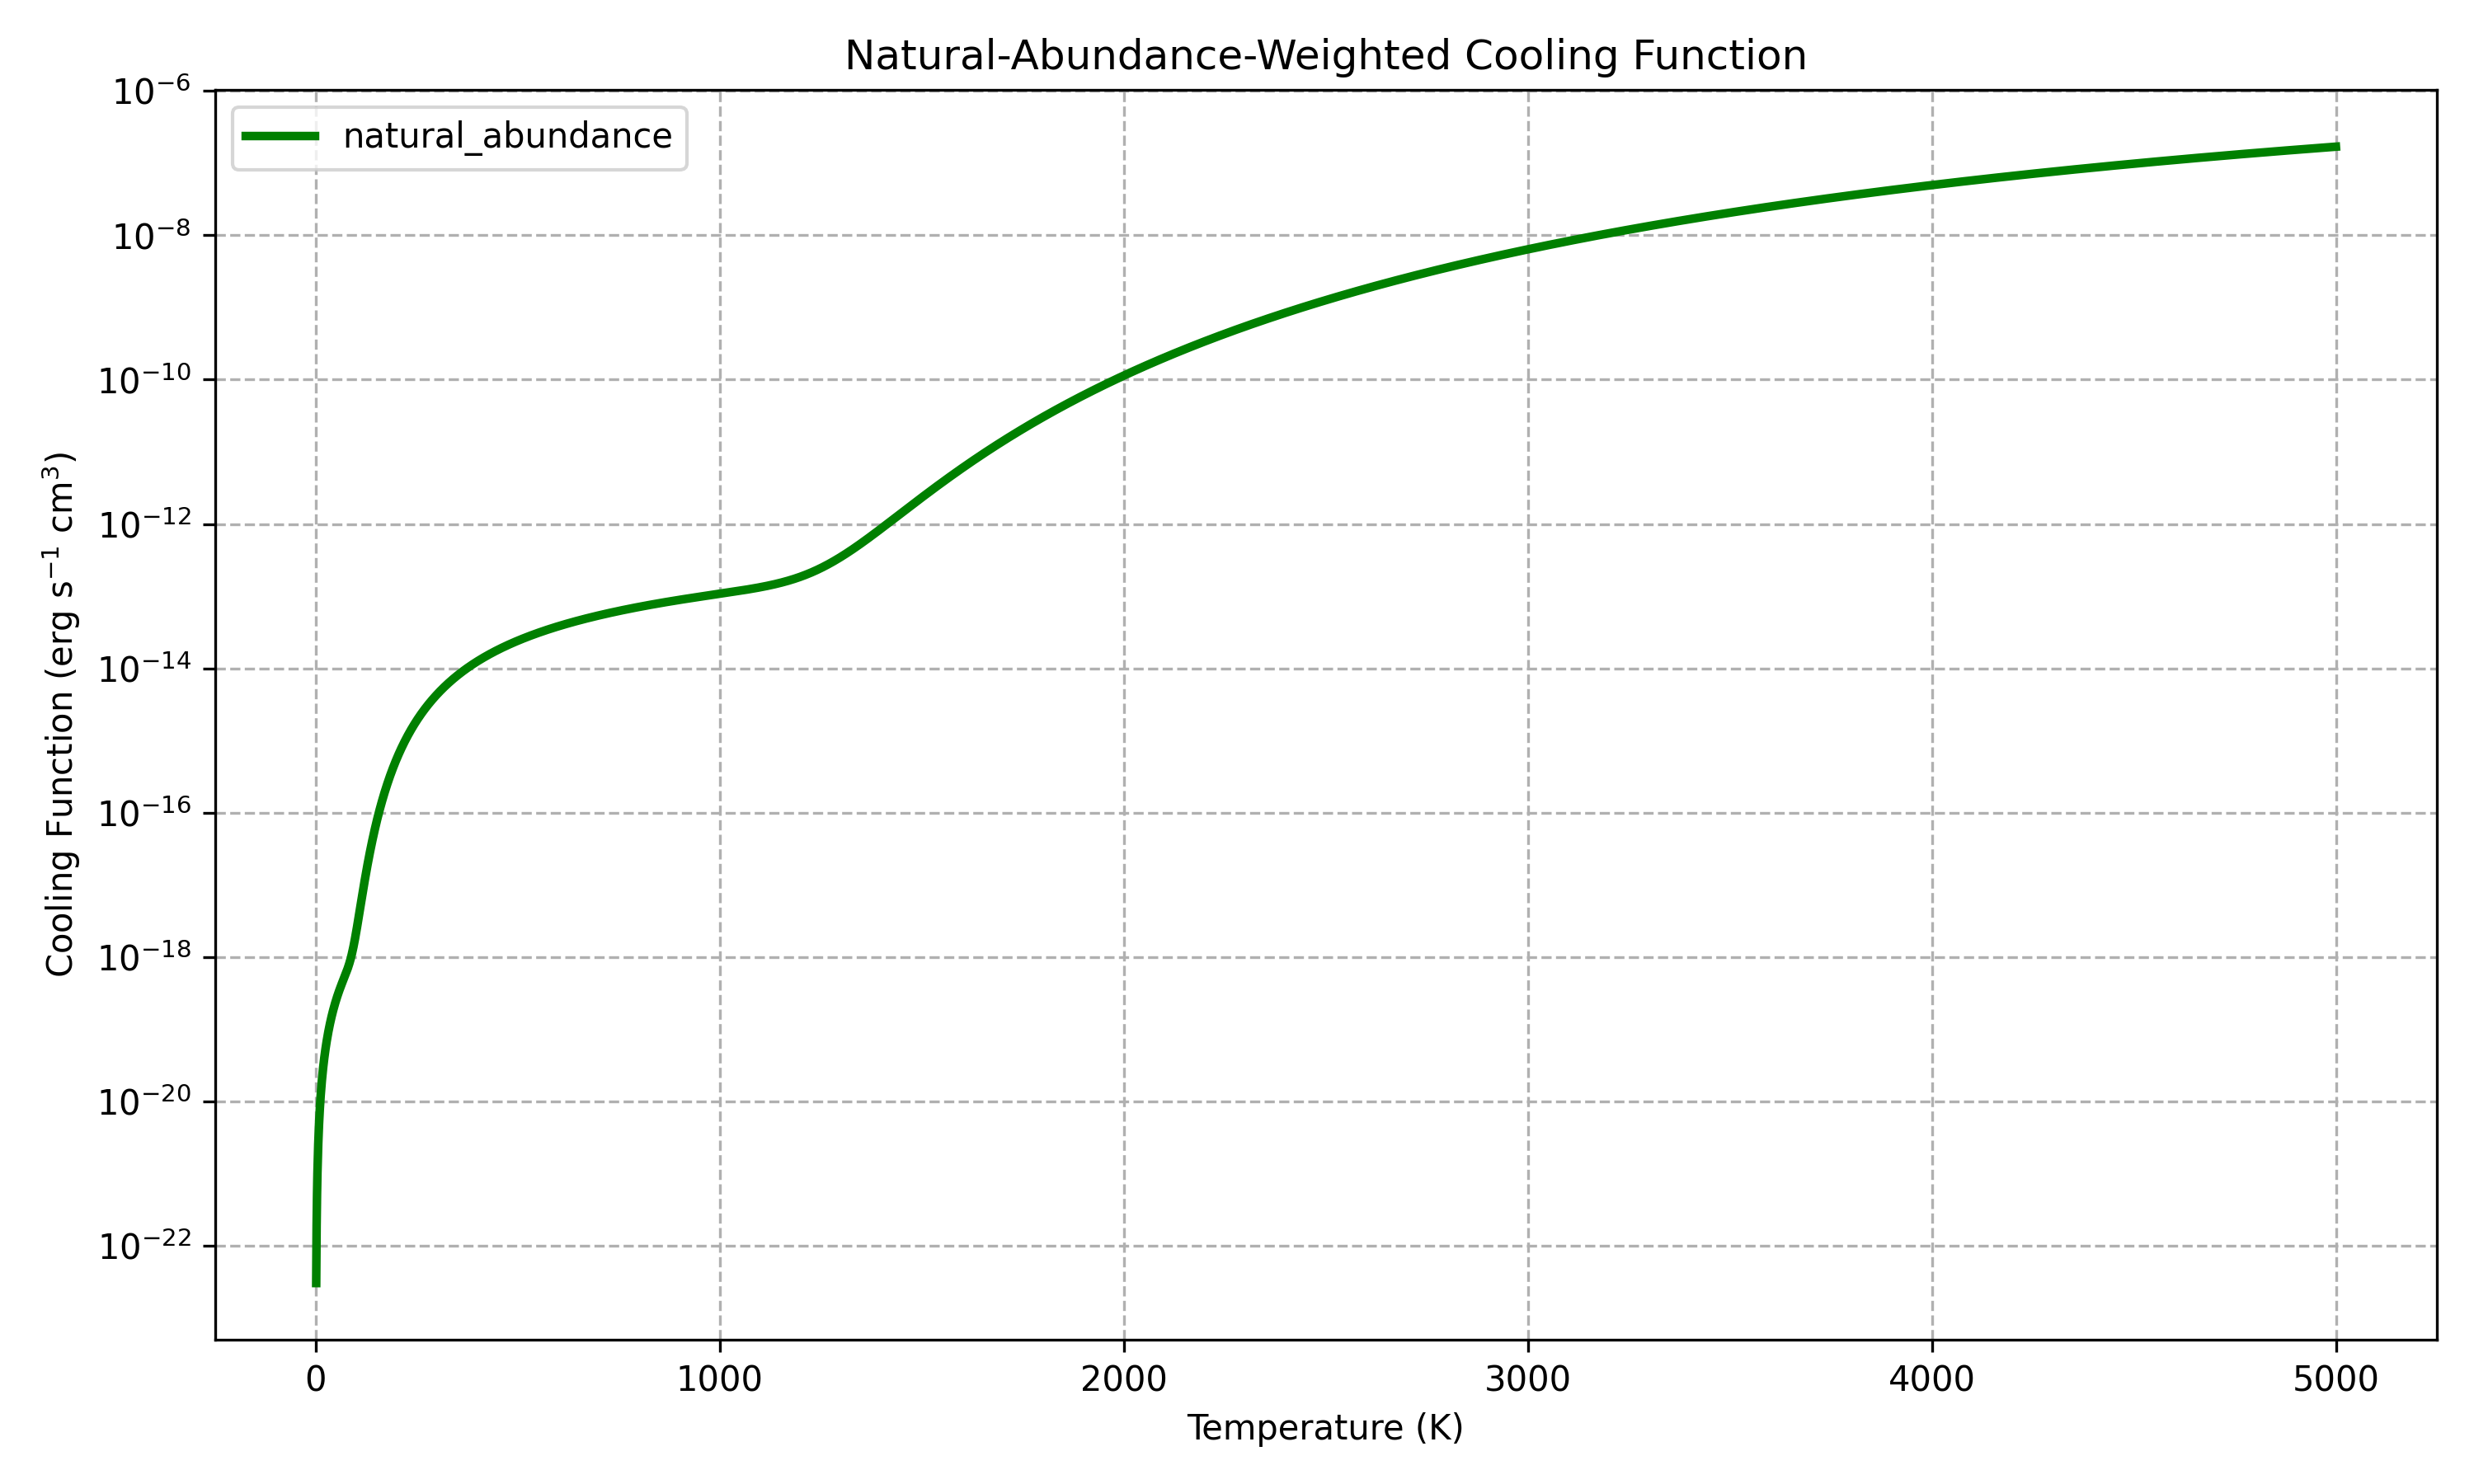 Natural-Abundance-Weighted Cooling Function
natural_abundance
Cooling Function (erg s⁻¹ cm³)
10⁻⁶
10⁻⁸
10⁻¹⁰
10⁻¹²
10⁻¹⁴
10⁻¹⁶
10⁻¹⁸
10⁻²⁰
10⁻²²
0 1000 2000 3000 4000 5000
Temperature (K)